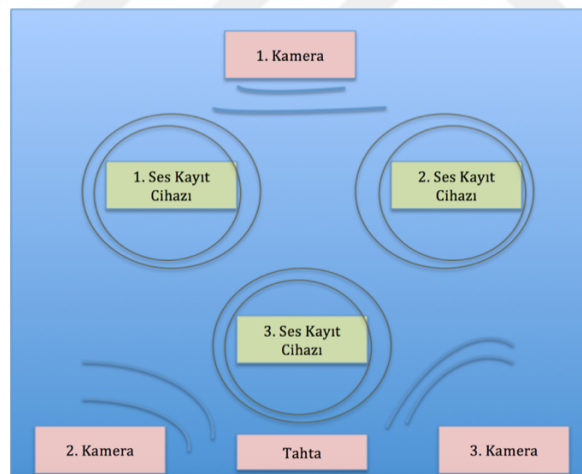 1. Kamera
1. Ses Kayıt
Cihazı
2. Ses Kayıt
Cihazı
3. Ses Kayıt
Cihazı
2. Kamera
Tahta
3. Kamera